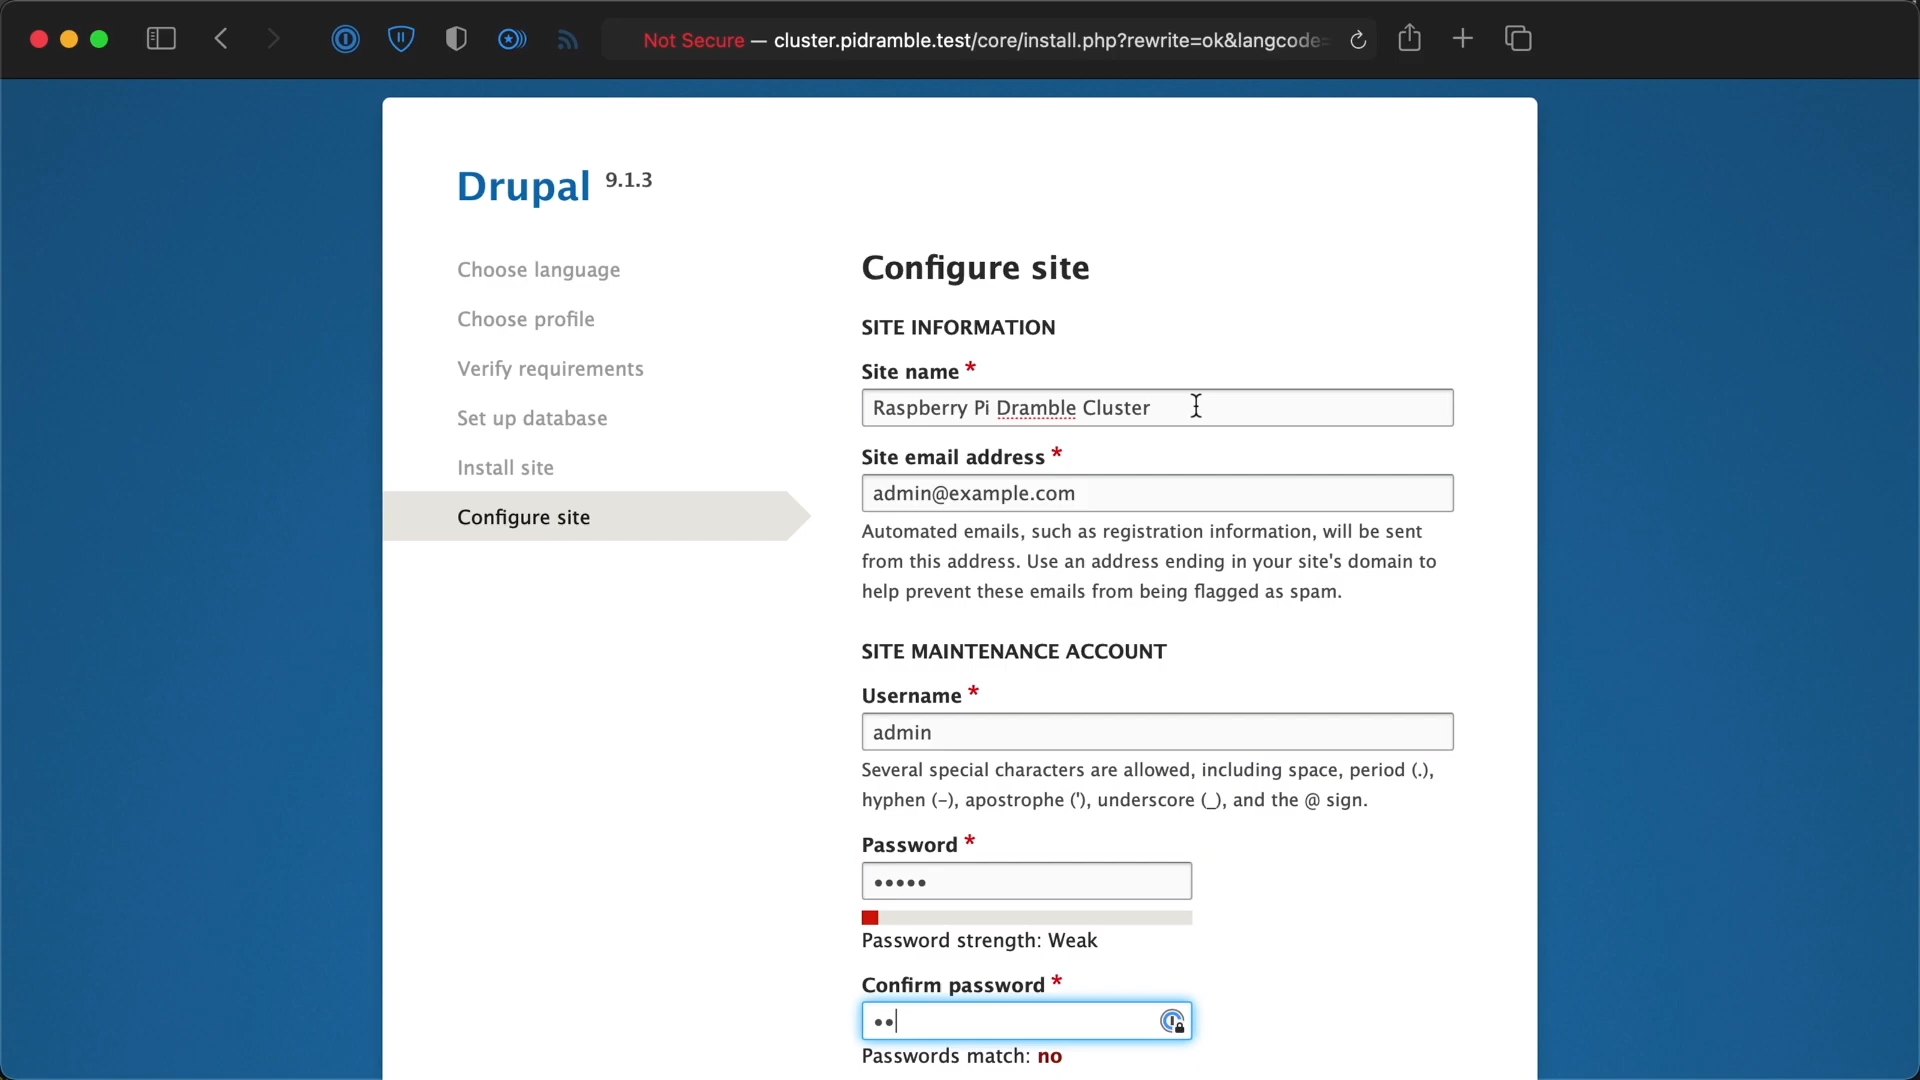 Not Secure — cluster.pidramble.test/core/install.php?rewrite=ok&langcode=
Drupal 9.1.3
Choose language
Choose profile
Verify requirements
Set up database
Install site
Configure site
Configure site
SITE INFORMATION
Site name *
Raspberry Pi Dramble Cluster
Site email address *
admin@example.com
Automated emails, such as registration information, will be sent
from this address. Use an address ending in your site's domain to
help prevent these emails from being flagged as spam.
SITE MAINTENANCE ACCOUNT
Username *
admin
Several special characters are allowed, including space, period (.),
hyphen (-), apostrophe ('), underscore (_), and the @ sign.
Password *
•••••
Password strength: Weak
Confirm password *
••
Passwords match: no